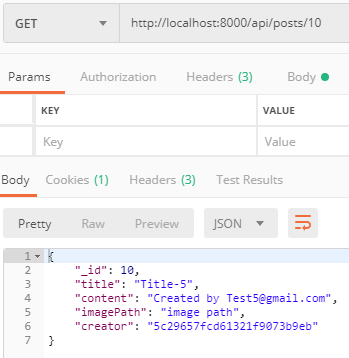 GET http://localhost:8000/api/posts/10
Params Authorization Headers (3) Body
KEY VALUE
Key Value
Body Cookies (1) Headers (3) Test Results
Pretty Raw Preview JSON
1 {
2 "_id": 10,
3 "title": "Title-5",
4 "content": "Created by Test5@gmail.com",
5 "imagePath": "image path",
6 "creator": "5c29657fcd61321f9073b9eb"
7 }